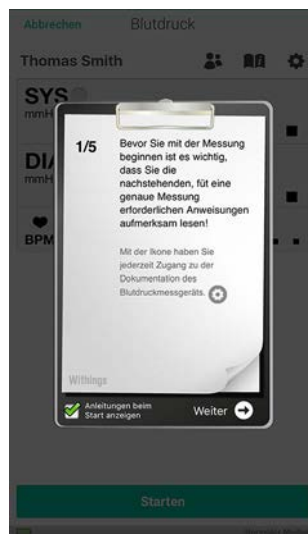 Abbrechen Blutdruck
Thomas Smith
SYS
mmH
1/5
Bevor Sie mit der Messung
beginnen ist es wichtig,
dass Sie die
nachstehenden, füt eine
genaue Messung
erforderlichen Anweisungen
aufmerksam lesen!
DIA
mmH
BPM
Mit der Ikone haben Sie
jederzeit Zugang zu der
Dokumentation des
Blutdruckmessgeräts.
Withings
Anleitungen beim
Start anzeigen
Weiter
Starten